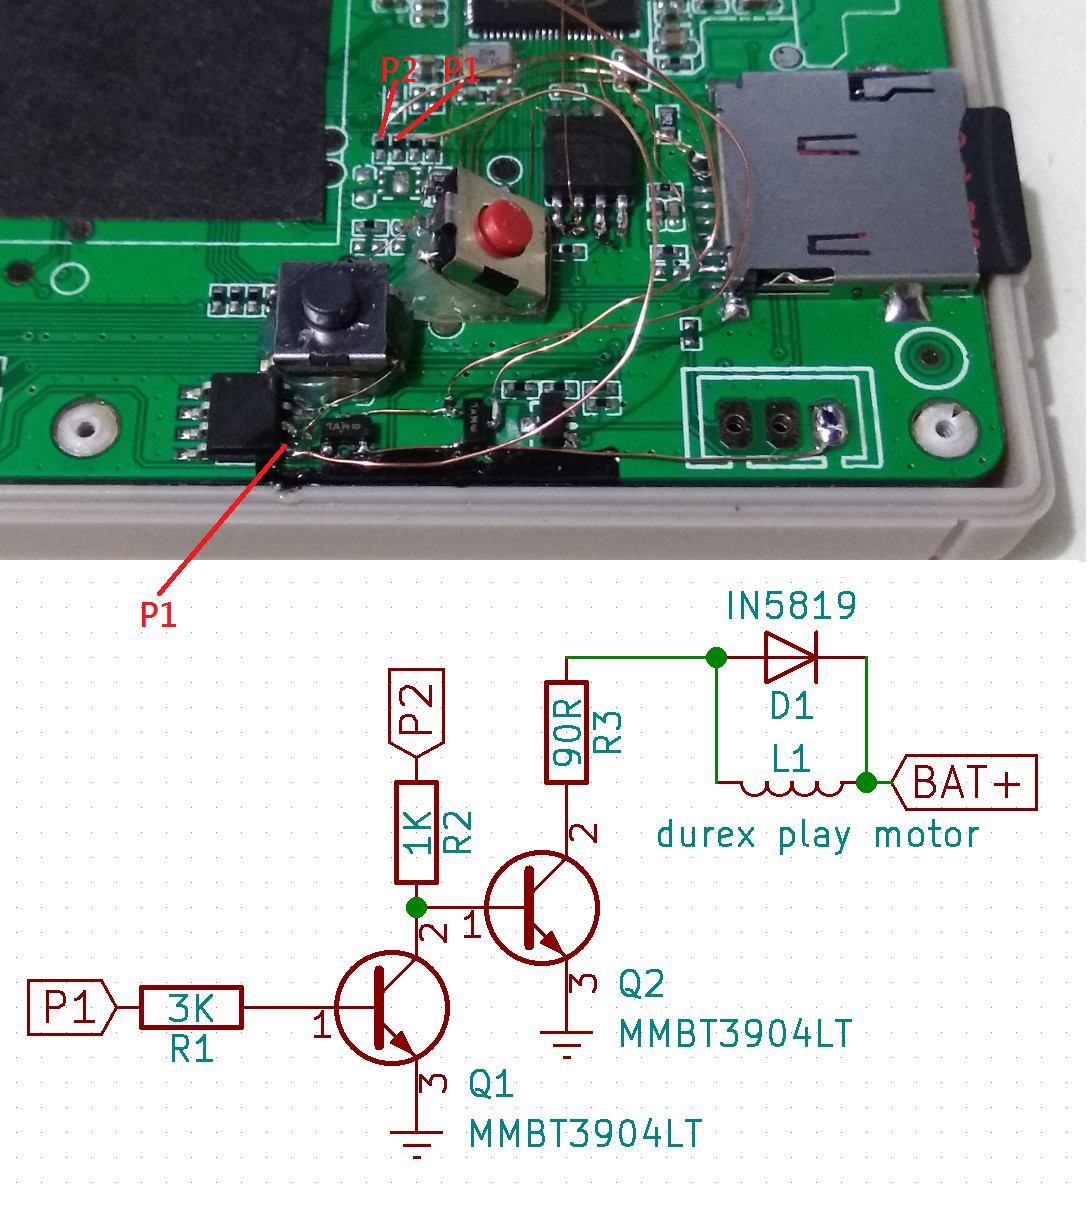 P2 P1
1AM
P1
IN5819
D1
L1
BAT+
durex play motor
P2
1K
R2
90R
R3
2
1
3
Q2
MMBT3904LT
P1
3K
R1
2
1
3
Q1
MMBT3904LT